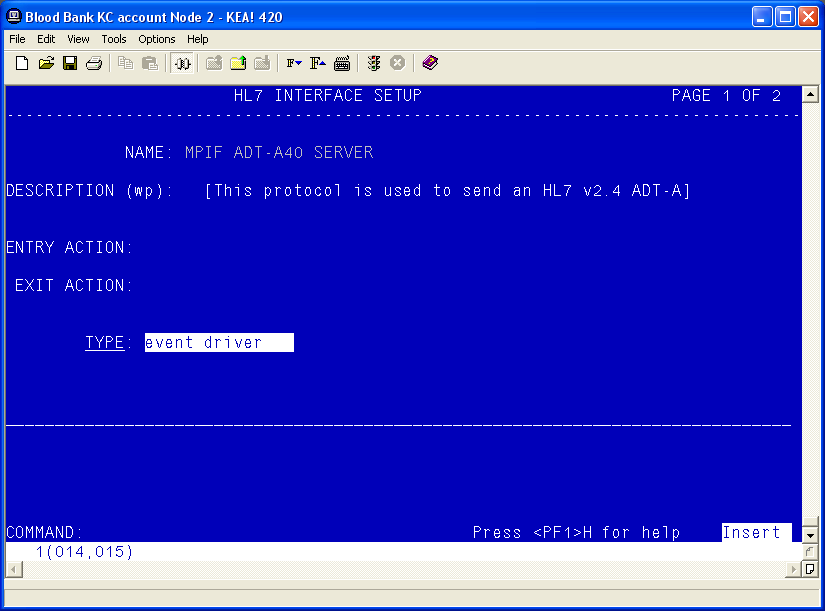 Blood Bank KC account Node 2 - KEA! 420
File Edit View Tools Options Help
HL7 INTERFACE SETUP PAGE 1 OF 2
NAME: MPIF ADT-A40 SERVER
DESCRIPTION (wp): [This protocol is used to send an HL7 v2.4 ADT-A]
ENTRY ACTION:
EXIT ACTION:
TYPE: event driver
COMMAND: Press <PF1>H for help Insert
1(014,015)